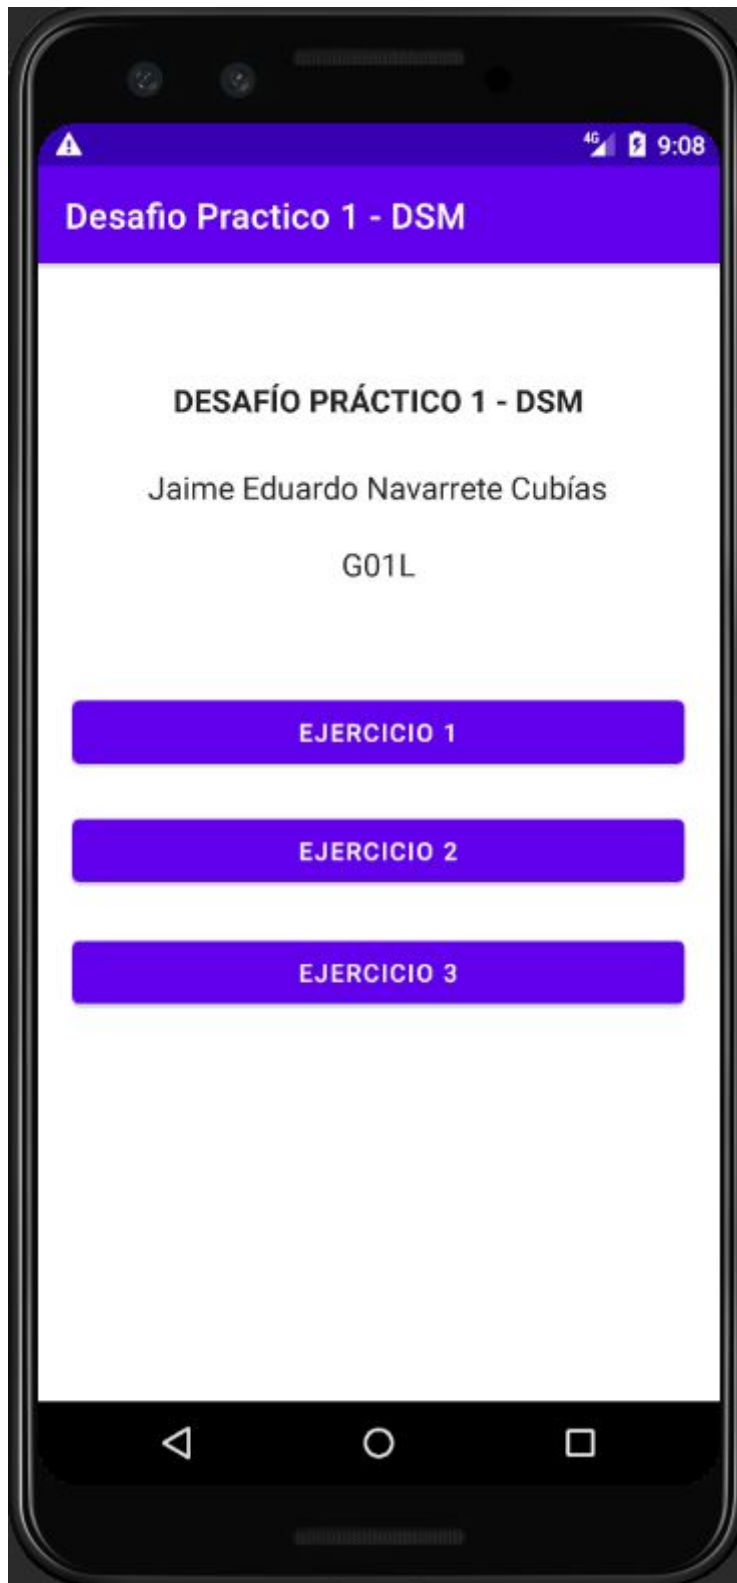 4G 9:08
Desafio Practico 1 - DSM
DESAFÍO PRÁCTICO 1 - DSM
Jaime Eduardo Navarrete Cubías
G01L
EJERCICIO 1
EJERCICIO 2
EJERCICIO 3